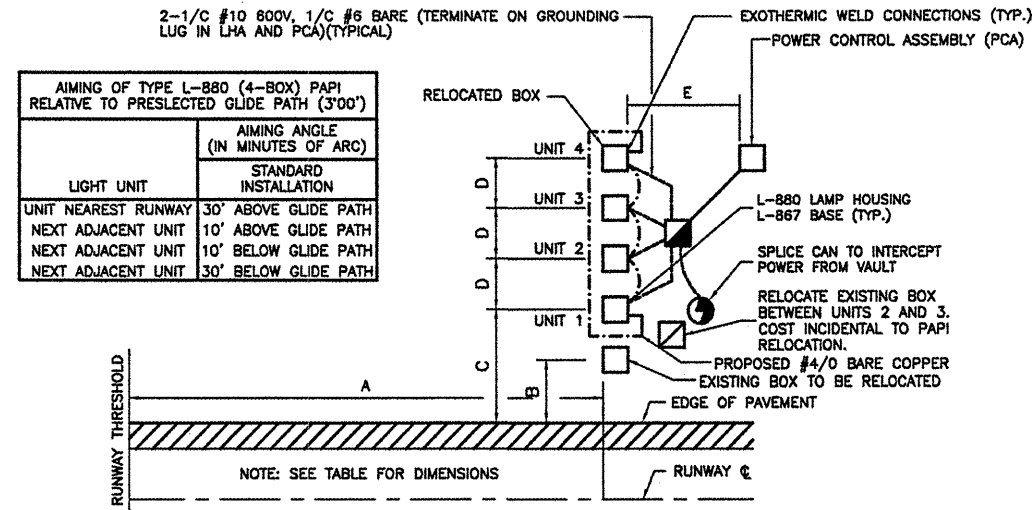 2-1/C #10 600V, 1/C #6 BARE (TERMINATE ON GROUNDING
LUG IN LHA AND PCA)(TYPICAL)
EXOTHERMIC WELD CONNECTIONS (TYP.)
POWER CONTROL ASSEMBLY (PCA)
AIMING OF TYPE L-880 (4-BOX) PAPI
RELATIVE TO PRESLECTED GLIDE PATH (3'00')
AIMING ANGLE
(IN MINUTES OF ARC)
LIGHT UNIT
STANDARD
INSTALLATION
UNIT NEAREST RUNWAY 30' ABOVE GLIDE PATH
NEXT ADJACENT UNIT 10' ABOVE GLIDE PATH
NEXT ADJACENT UNIT 10' BELOW GLIDE PATH
NEXT ADJACENT UNIT 30' BELOW GLIDE PATH
RELOCATED BOX
E
UNIT 4
D
UNIT 3
D
UNIT 2
D
UNIT 1
L-880 LAMP HOUSING
L-867 BASE (TYP.)
SPLICE CAN TO INTERCEPT
POWER FROM VAULT
RELOCATE EXISTING BOX
BETWEEN UNITS 2 AND 3.
COST INCIDENTAL TO PAPI
RELOCATION.
PROPOSED #4/0 BARE COPPER
EXISTING BOX TO BE RELOCATED
C
B
A
EDGE OF PAVEMENT
RUNWAY THRESHOLD
NOTE: SEE TABLE FOR DIMENSIONS
RUNWAY ℄